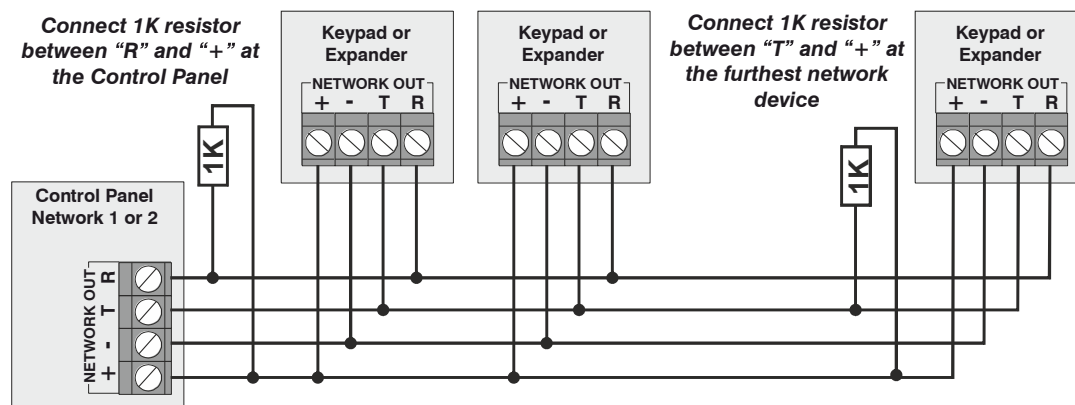 Connect 1K resistor
between “R” and “+” at
the Control Panel
Keypad or
Expander
NETWORK OUT
+ - T R
Keypad or
Expander
NETWORK OUT
+ - T R
Connect 1K resistor
between “T” and “+” at
the furthest network
device
Keypad or
Expander
NETWORK OUT
+ - T R
1K
1K
Control Panel
Network 1 or 2
NETWORK OUT
R
T
-
+